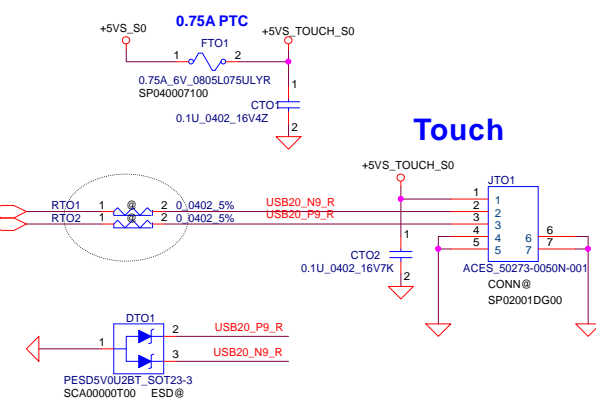 0.75A PTC
+5VS_S0
+5VS_TOUCH_S0
FTO1
1
2
0.75A_6V_0805L075ULYR
SP040007100
1
CTO1
0.1U_0402_16V4Z
2
Touch
+5VS_TOUCH_S0
JTO1
RTO1 1 @ 2 0_0402_5% USB20_N9_R
RTO2 1 @ 2 0_0402_5% USB20_P9_R
1 1
2 2
3 3
4 4
5 5
6 6
7 7
1
CTO2
0.1U_0402_16V7K
2
ACES_50273-0050N-001
CONN@
SP02001DG00
DTO1
1
2 USB20_P9_R
3 USB20_N9_R
PESD5V0U2BT_SOT23-3
SCA00000T00 ESD@